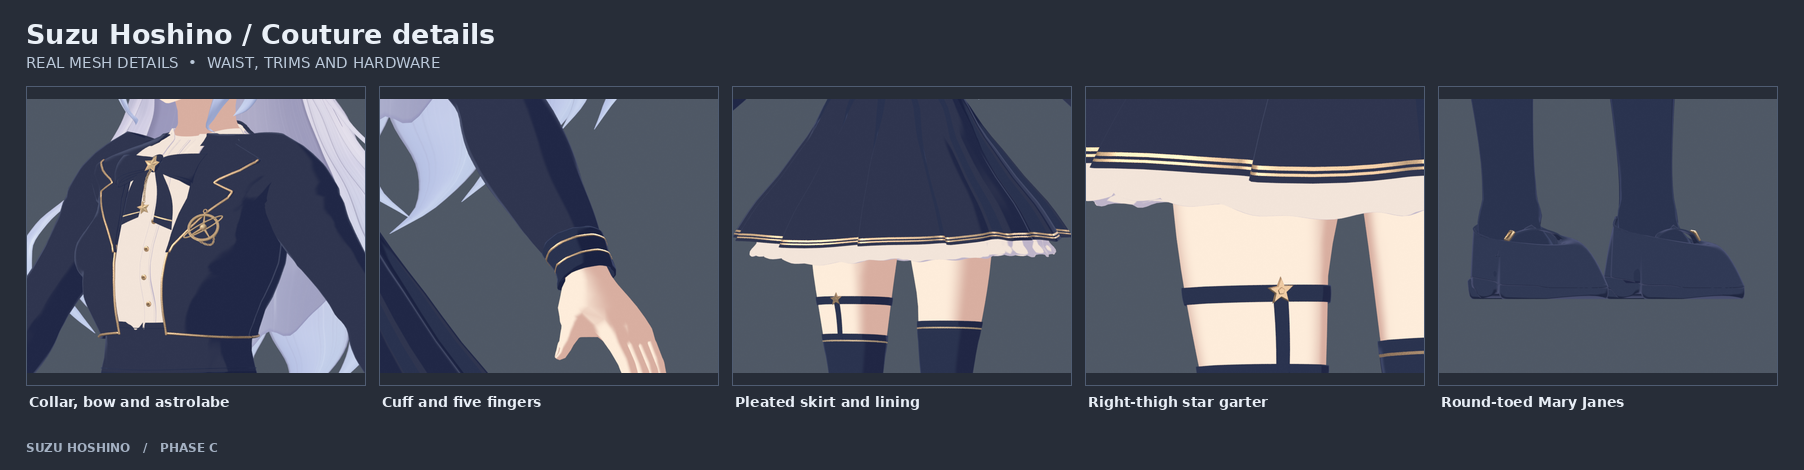 Suzu Hoshino / Couture details
REAL MESH DETAILS • WAIST, TRIMS AND HARDWARE
Collar, bow and astrolabe
Cuff and five fingers
Pleated skirt and lining
Right-thigh star garter
Round-toed Mary Janes
SUZU HOSHINO / PHASE C